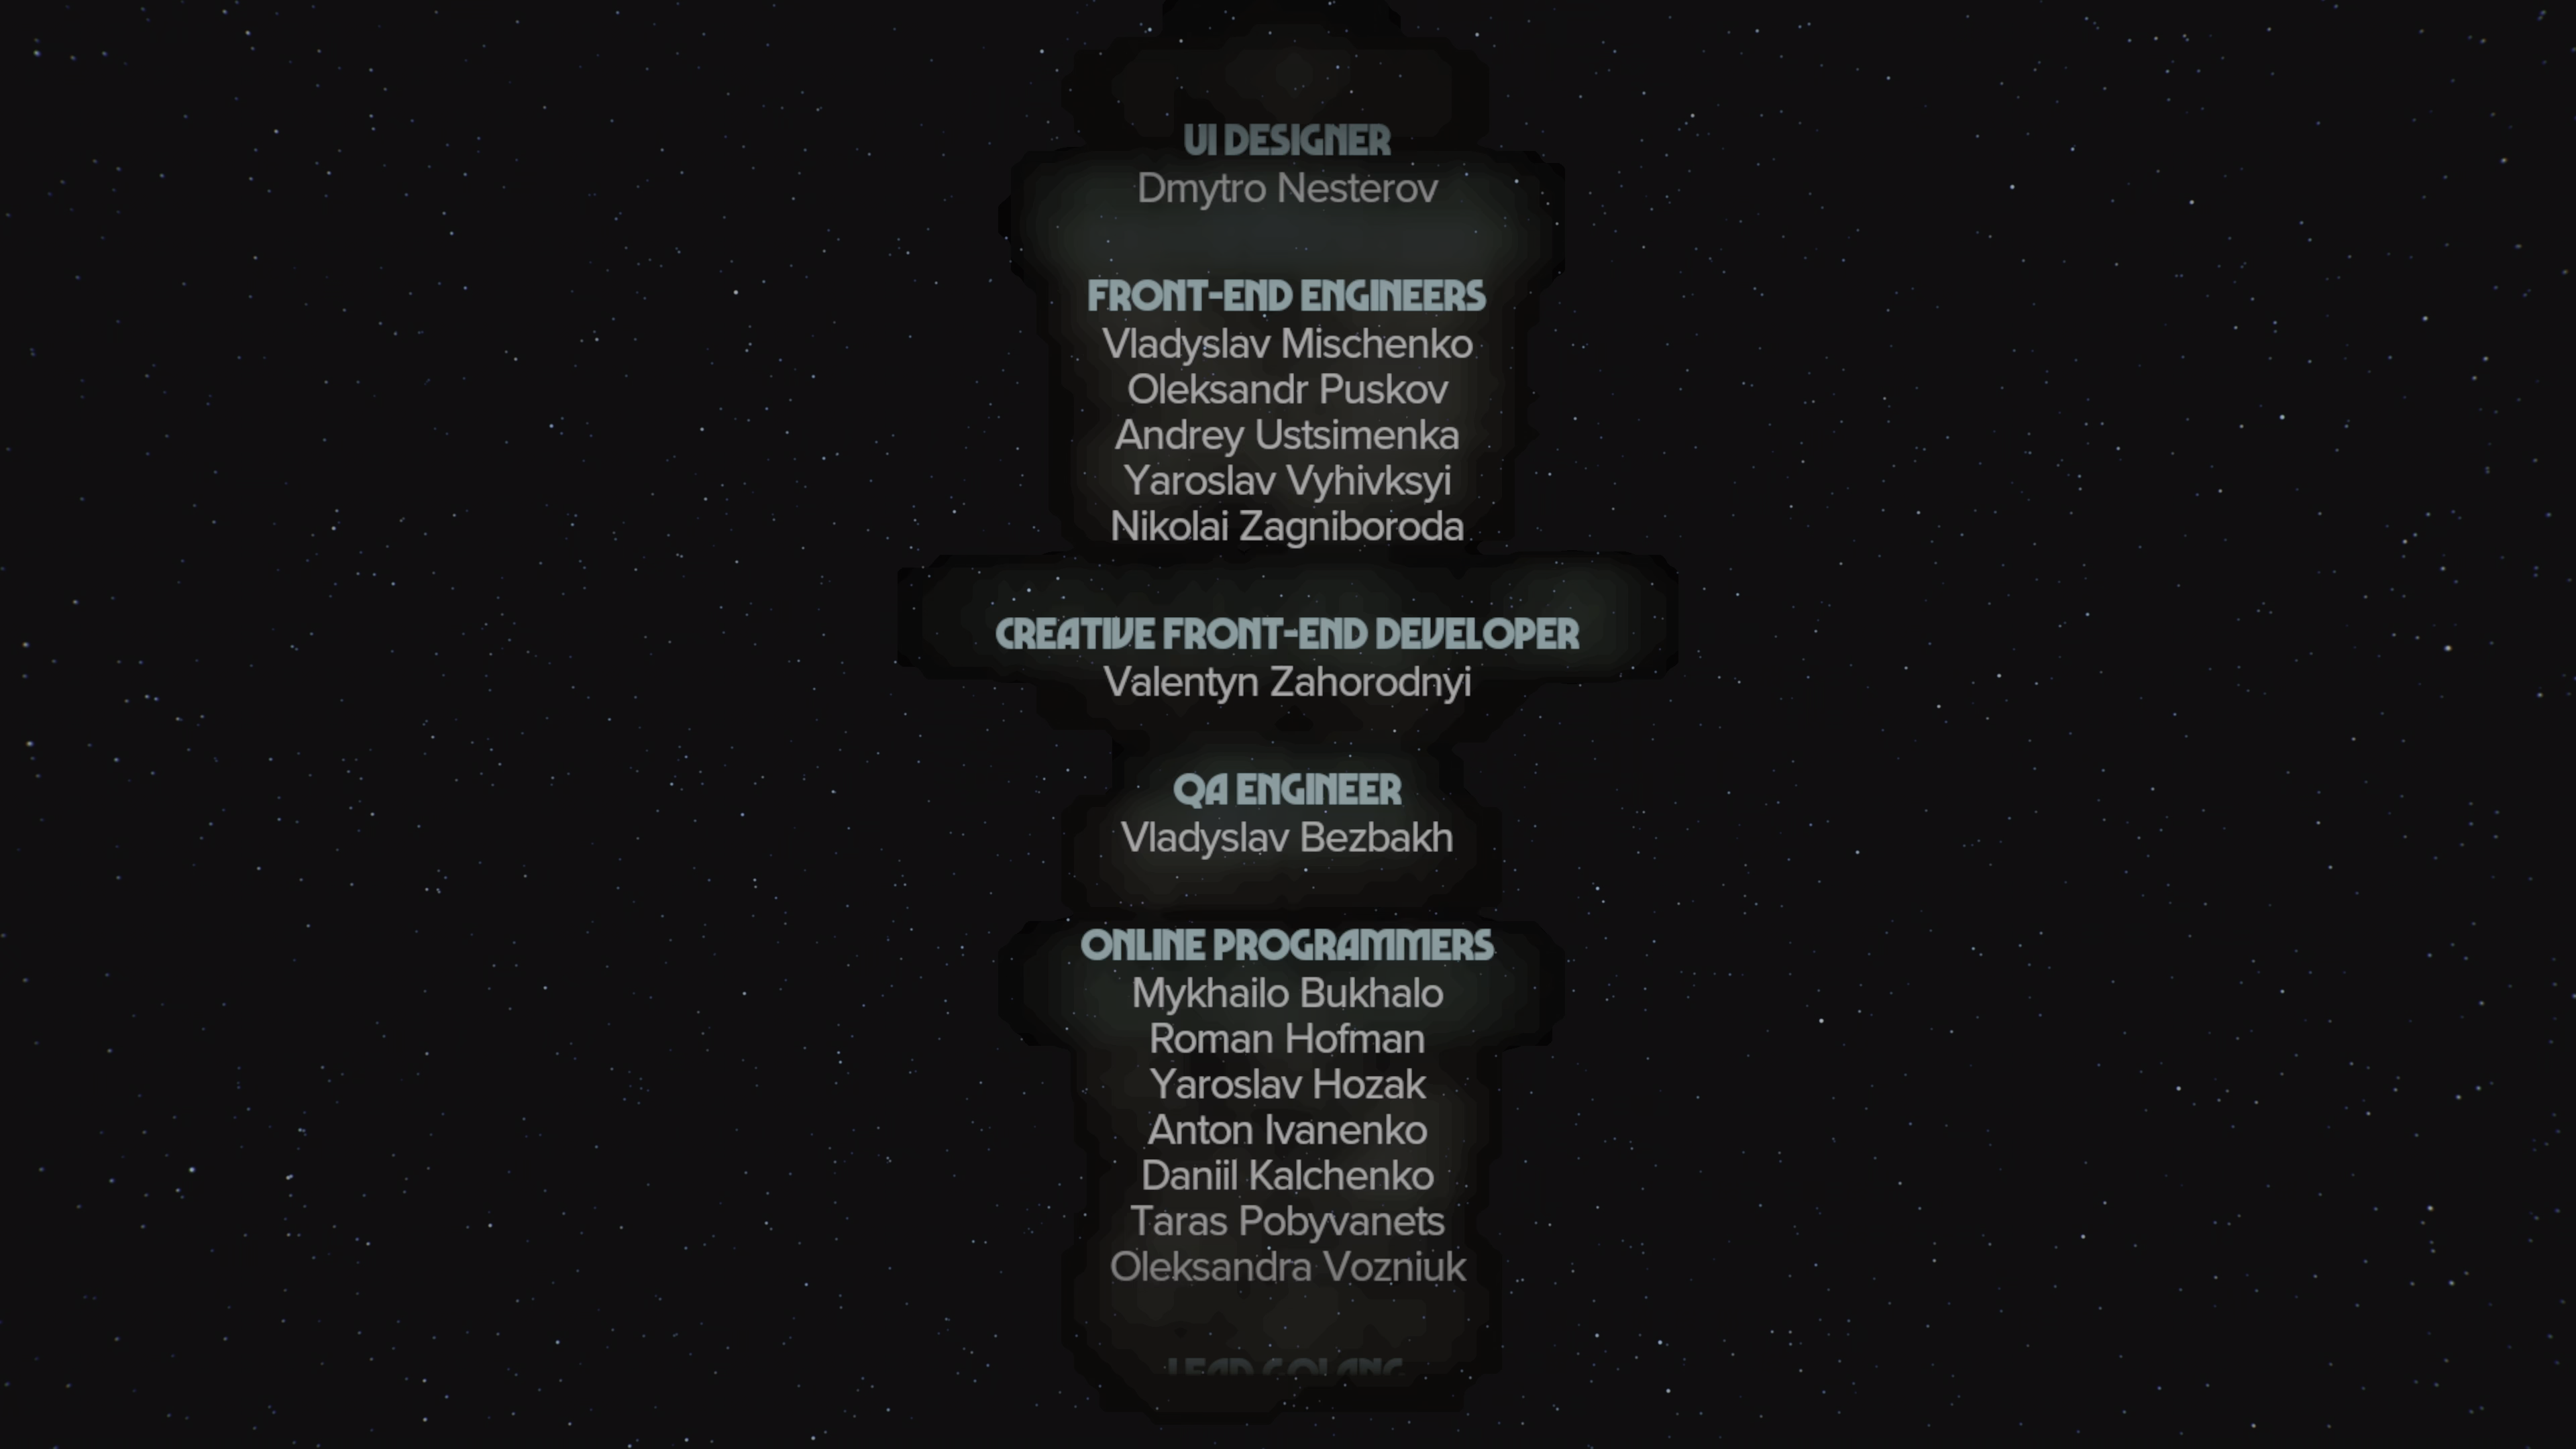 UI DESIGNER
Dmytro Nesterov
FRONT-END ENGINEERS
Vladyslav Mischenko
Oleksandr Puskov
Andrey Ustsimenka
Yaroslav Vyhivksyi
Nikolai Zagniboroda
CREATIVE FRONT-END DEVELOPER
Valentyn Zahorodnyi
QA ENGINEER
Vladyslav Bezbakh
ONLINE PROGRAMMERS
Mykhailo Bukhalo
Roman Hofman
Yaroslav Hozak
Anton Ivanenko
Daniil Kalchenko
Taras Pobyvanets
Oleksandra Vozniuk
LEAD GOLANG